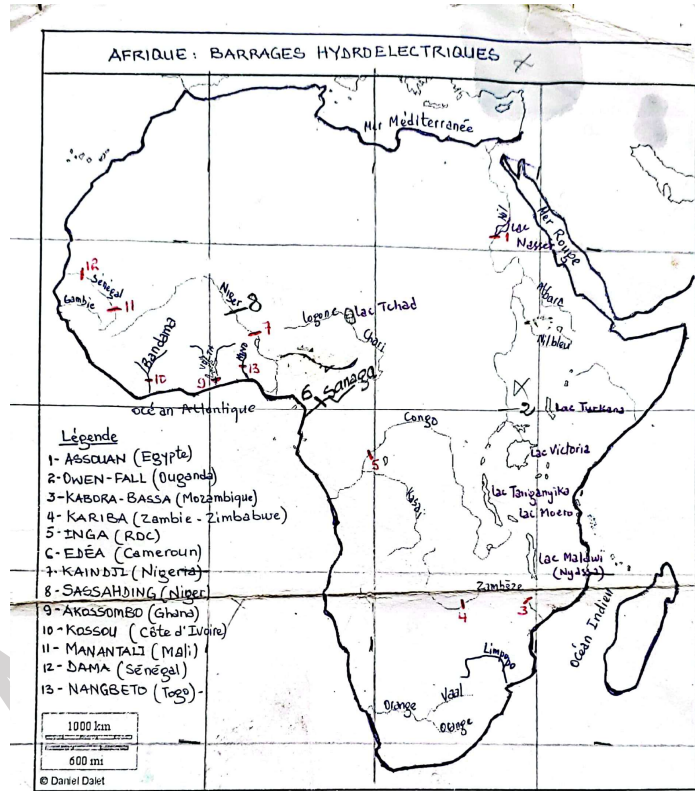 AFRIQUE: BARRAGES HYDROELECTRIQUES
Mer Méditerranée
Nil
Lac Nasser
1
Mer Rouge
12
Sénégal
Gambie
11
Niger
8
7
Logone
Lac Tchad
Chari
Atbara
Nil bleu
Bandama
10
VOLTA
9
MONO
13
6
Sanaga
Océan Atlantique
2
Lac Turkana
Congo
Lac Victoria
5
Kassaï
Lac Tanganyika
Lac Moero
Lac Malawi
(Nyassa)
Zambèze
4
3
Océan Indien
Limpopo
Vaal
Orange
Orange
Légende
1- ASSOUAN (Egypte)
2- OWEN-FALL (Ouganda)
3- KABORA-BASSA (Mozambique)
4- KARIBA (Zambie - Zimbabwe)
5- INGA (RDC)
6- EDÉA (Cameroun)
7- KAINDJI (Nigeria)
8- SASSAHDING (Niger)
9- AKOSSOMBO (Ghana)
10- KOSSOU (Côte d'Ivoire)
11- MANANTALI (Mali)
12- DAMA (Sénégal)
13- NANGBETO (Togo)-
1000 km
600 mi
© Daniel Dalet